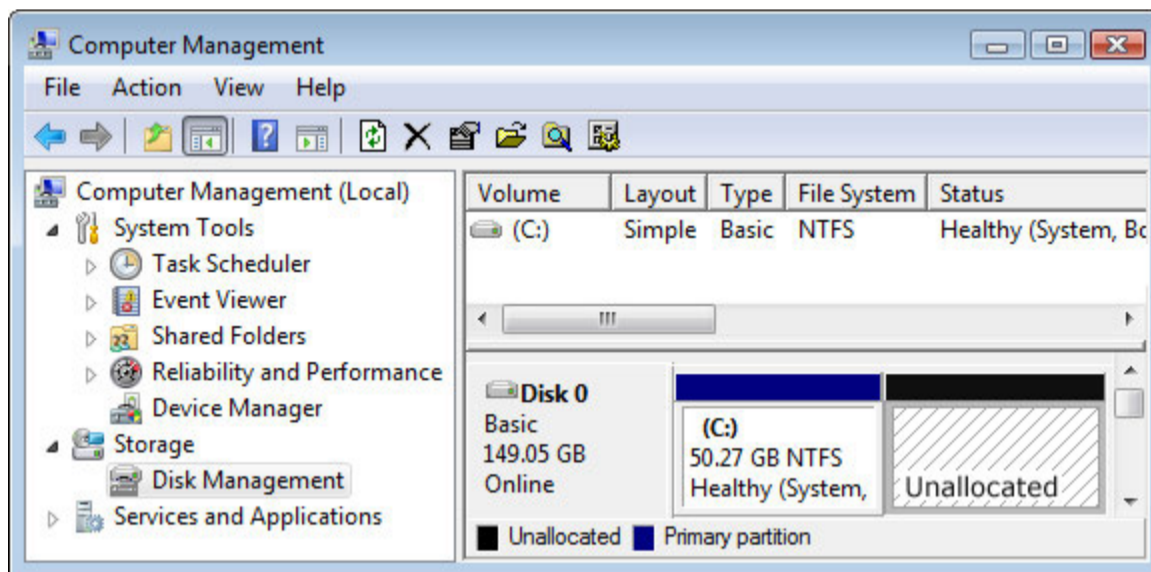 Computer Management
File Action View Help
Computer Management (Local)
System Tools
Task Scheduler
Event Viewer
Shared Folders
Reliability and Performance
Device Manager
Storage
Disk Management
Services and Applications
Volume Layout Type File System Status
(C:) Simple Basic NTFS Healthy (System, Bo
Disk 0
Basic
149.05 GB
Online
(C:)
50.27 GB NTFS
Healthy (System,
Unallocated
Unallocated Primary partition